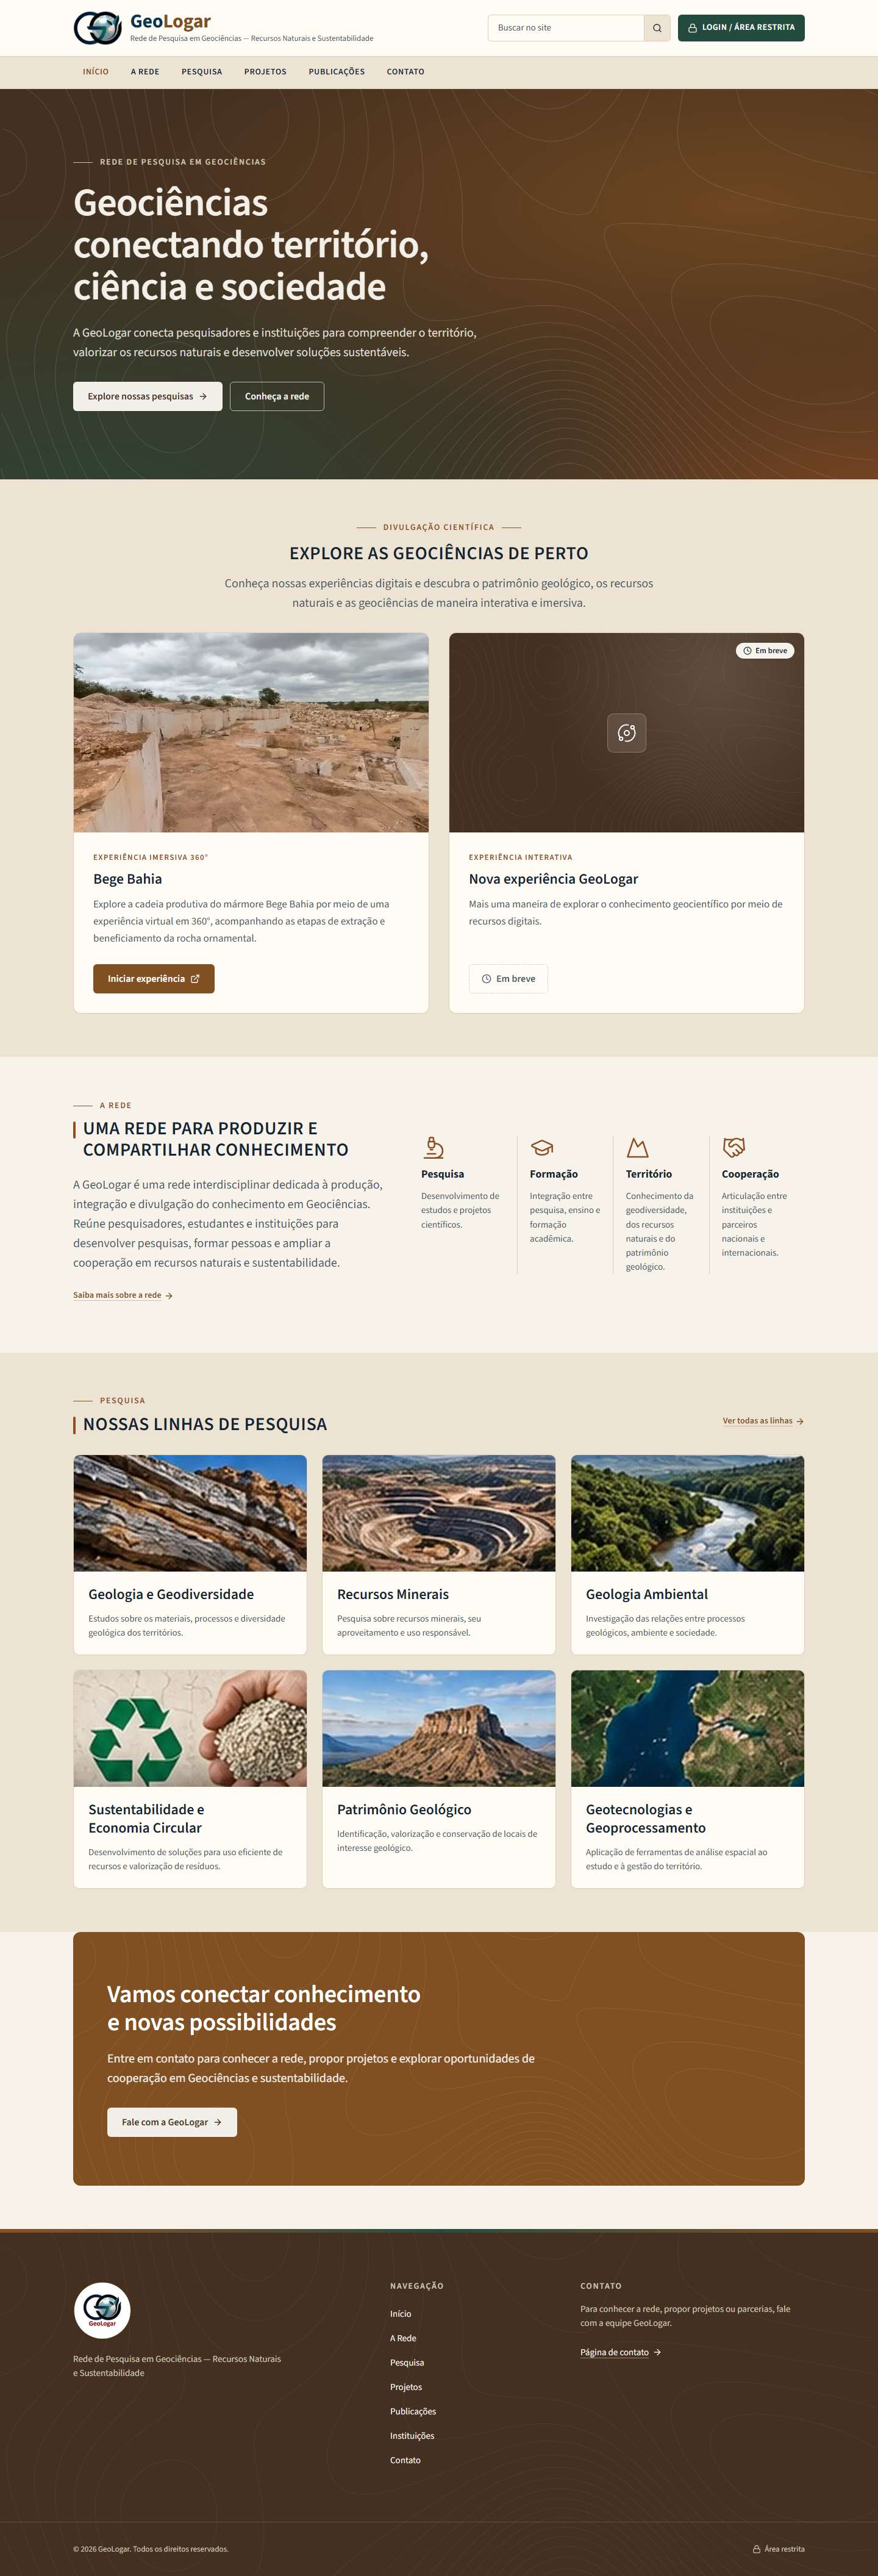 GeoLogar
Rede de Pesquisa em Geociências — Recursos Naturais e Sustentabilidade
Buscar no site
LOGIN / ÁREA RESTRITA
INÍCIO
A REDE
PESQUISA
PROJETOS
PUBLICAÇÕES
CONTATO
REDE DE PESQUISA EM GEOCIÊNCIAS
Geociências
conectando território,
ciência e sociedade
A GeoLogar conecta pesquisadores e instituições para compreender o território,
valorizar os recursos naturais e desenvolver soluções sustentáveis.
Explore nossas pesquisas
Conheça a rede
DIVULGAÇÃO CIENTÍFICA
EXPLORE AS GEOCIÊNCIAS DE PERTO
Conheça nossas experiências digitais e descubra o patrimônio geológico, os recursos
naturais e as geociências de maneira interativa e imersiva.
EXPERIÊNCIA IMERSIVA 360°
Bege Bahia
Explore a cadeia produtiva do mármore Bege Bahia por meio de uma
experiência virtual em 360°, acompanhando as etapas de extração e
beneficiamento da rocha ornamental.
Iniciar experiência
Em breve
EXPERIÊNCIA INTERATIVA
Nova experiência GeoLogar
Mais uma maneira de explorar o conhecimento geocientífico por meio de
recursos digitais.
Em breve
A REDE
UMA REDE PARA PRODUZIR E
COMPARTILHAR CONHECIMENTO
A GeoLogar é uma rede interdisciplinar dedicada à produção,
integração e divulgação do conhecimento em Geociências.
Reúne pesquisadores, estudantes e instituições para
desenvolver pesquisas, formar pessoas e ampliar a
cooperação em recursos naturais e sustentabilidade.
Saiba mais sobre a rede
Pesquisa
Desenvolvimento de
estudos e projetos
científicos.
Formação
Integração entre
pesquisa, ensino e
formação
acadêmica.
Território
Conhecimento da
geodiversidade,
dos recursos
naturais e do
patrimônio
geológico.
Cooperação
Articulação entre
instituições e
parceiros
nacionais e
internacionais.
PESQUISA
NOSSAS LINHAS DE PESQUISA
Ver todas as linhas
Geologia e Geodiversidade
Estudos sobre os materiais, processos e diversidade
geológica dos territórios.
Recursos Minerais
Pesquisa sobre recursos minerais, seu
aproveitamento e uso responsável.
Geologia Ambiental
Investigação das relações entre processos
geológicos, ambiente e sociedade.
Sustentabilidade e
Economia Circular
Desenvolvimento de soluções para uso eficiente de
recursos e valorização de resíduos.
Patrimônio Geológico
Identificação, valorização e conservação de locais de
interesse geológico.
Geotecnologias e
Geoprocessamento
Aplicação de ferramentas de análise espacial ao
estudo e à gestão do território.
Vamos conectar conhecimento
e novas possibilidades
Entre em contato para conhecer a rede, propor projetos e explorar oportunidades de
cooperação em Geociências e sustentabilidade.
Fale com a GeoLogar
GeoLogar
Rede de Pesquisa em Geociências — Recursos Naturais
e Sustentabilidade
NAVEGAÇÃO
Início
A Rede
Pesquisa
Projetos
Publicações
Instituições
Contato
CONTATO
Para conhecer a rede, propor projetos ou parcerias, fale
com a equipe GeoLogar.
Página de contato
© 2026 GeoLogar. Todos os direitos reservados.
Área restrita